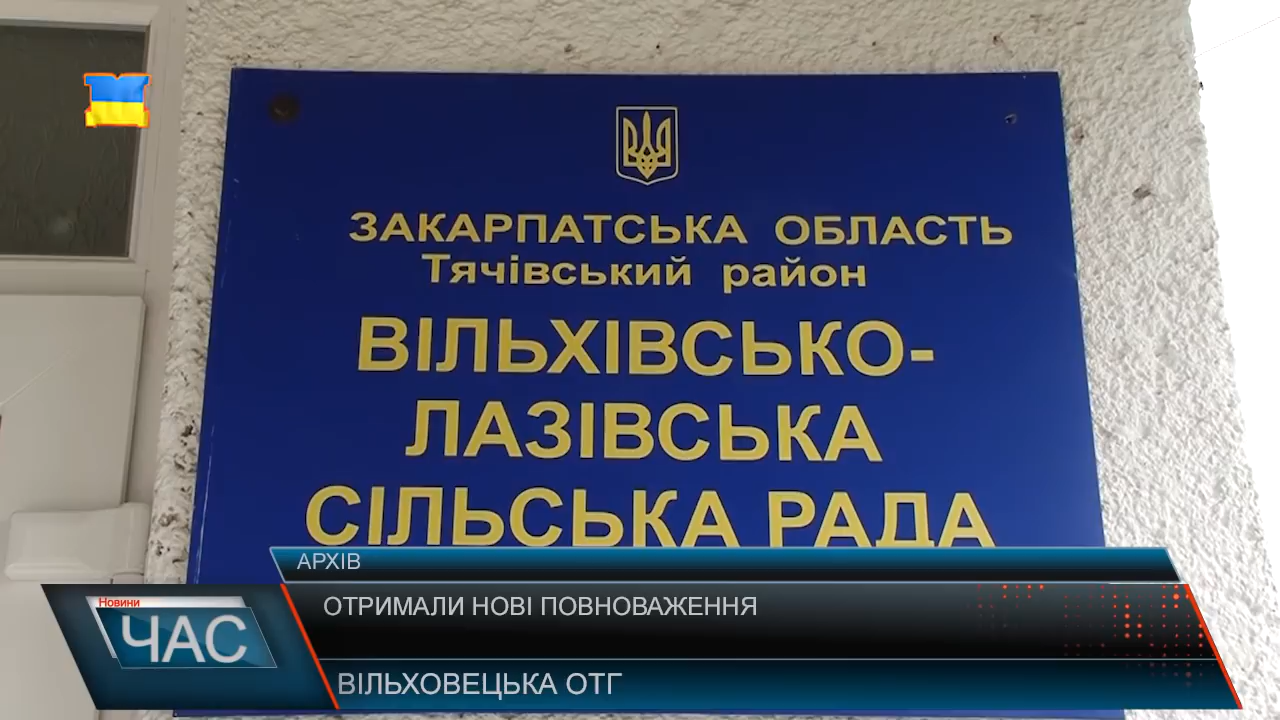 ЗАКАРПАТСЬКА ОБЛАСТЬ
Тячівський район
ВІЛЬХІВСЬКО-
ЛАЗІВСЬКА
СІЛЬСЬКА РАДА
АРХІВ
Новини
ЧАС
ОТРИМАЛИ НОВІ ПОВНОВАЖЕННЯ
ВІЛЬХОВЕЦЬКА ОТГ